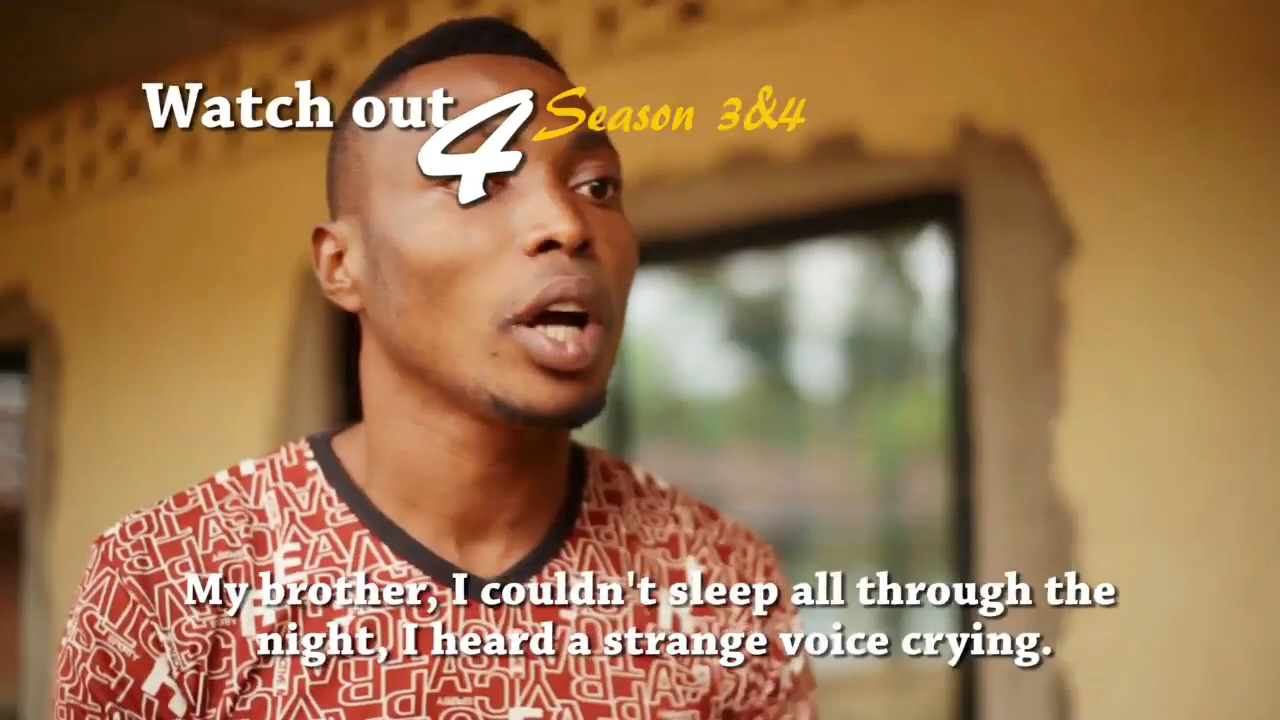 Watch out 4 Season 3&4
My brother, I couldn't sleep all through the
night, I heard a strange voice crying.